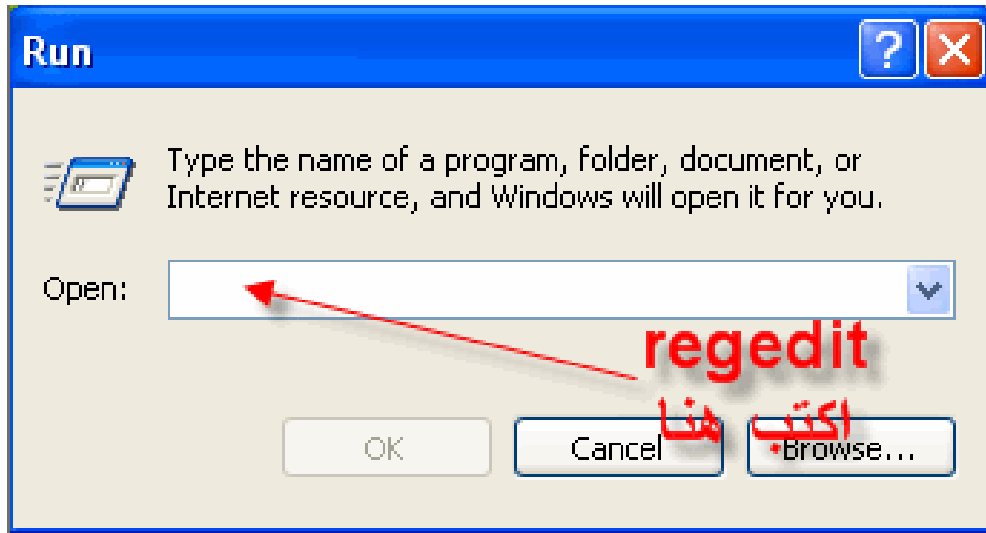 Run
Type the name of a program, folder, document, or
Internet resource, and Windows will open it for you.
Open:
regedit
اكتب هنا
OK
Cancel
Browse...